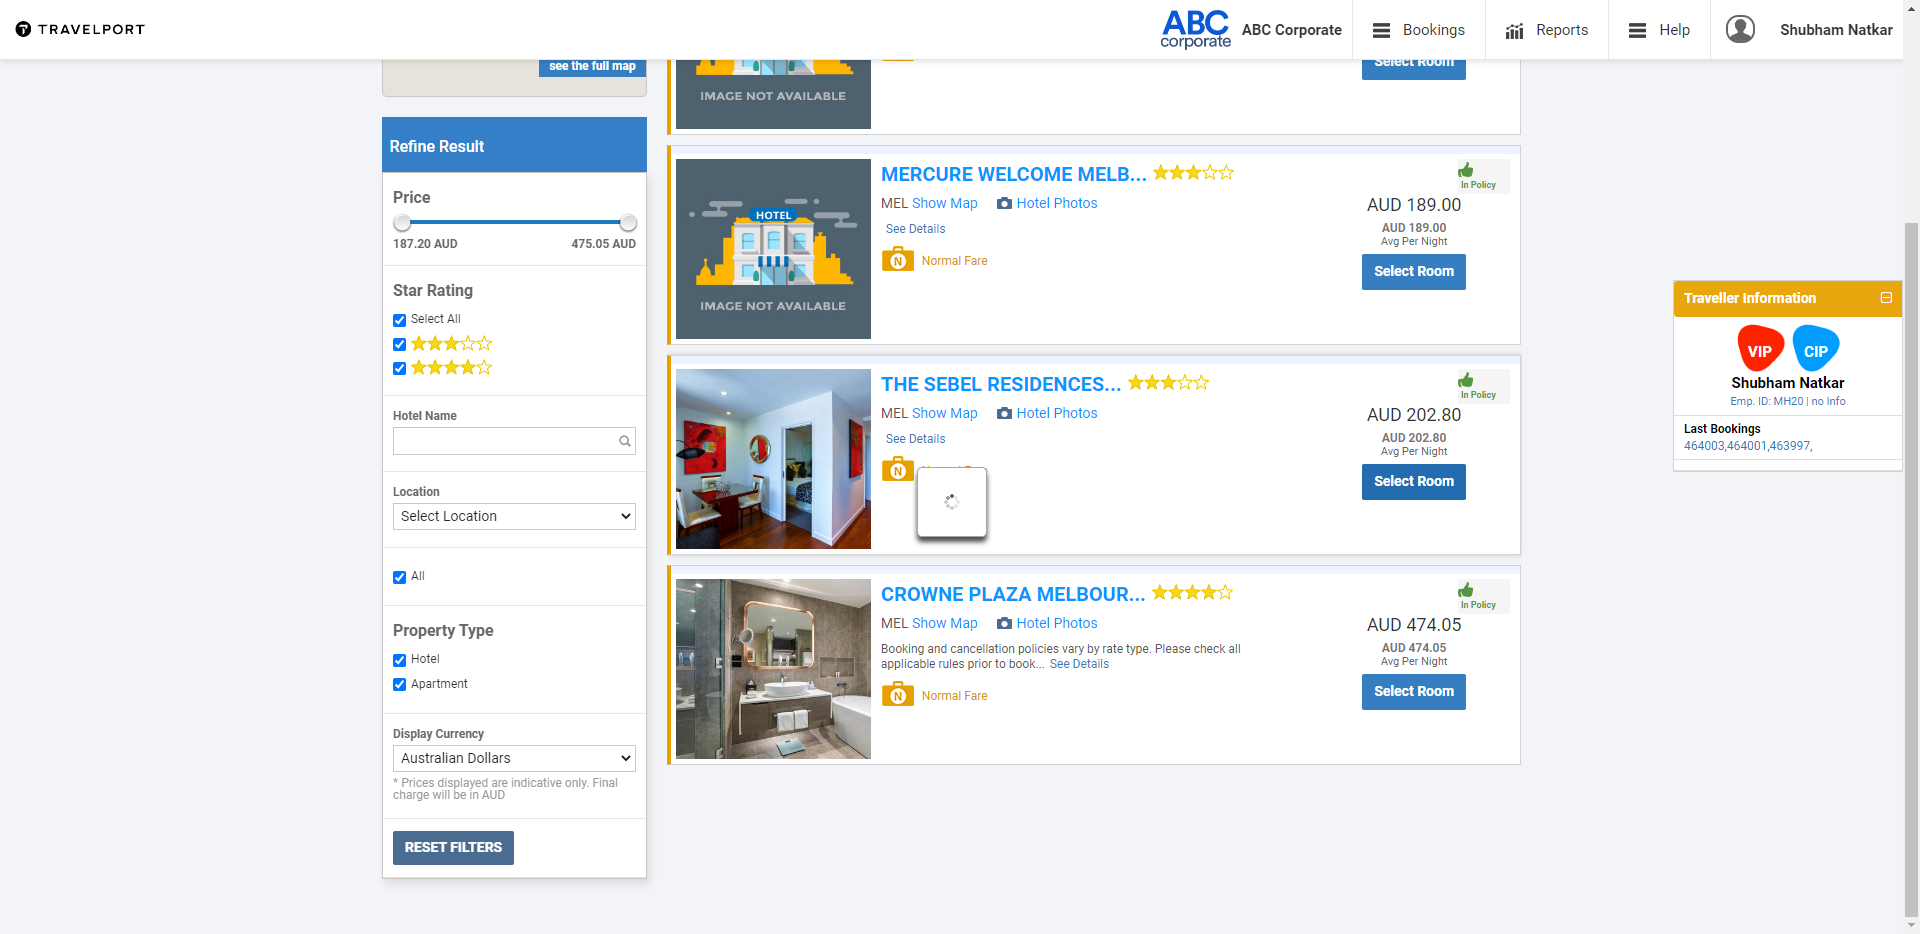 TRAVELPORT
ABC
corporate
ABC Corporate
Bookings
Reports
Help
Shubham Natkar
see the full map
Refine Result
Price
187.20 AUD
475.05 AUD
Star Rating
Select All
Hotel Name
Location
Select Location
All
Property Type
Hotel
Apartment
Display Currency
Australian Dollars
* Prices displayed are indicative only. Final
charge will be in AUD
RESET FILTERS
IMAGE NOT AVAILABLE
Select Room
HOTEL
IMAGE NOT AVAILABLE
MERCURE WELCOME MELB...
MEL Show Map Hotel Photos
See Details
N Normal Fare
In Policy
AUD 189.00
AUD 189.00
Avg Per Night
Select Room
THE SEBEL RESIDENCES...
MEL Show Map Hotel Photos
See Details
N
In Policy
AUD 202.80
AUD 202.80
Avg Per Night
Select Room
CROWNE PLAZA MELBOUR...
MEL Show Map Hotel Photos
Booking and cancellation policies vary by rate type. Please check all
applicable rules prior to book... See Details
N Normal Fare
In Policy
AUD 474.05
AUD 474.05
Avg Per Night
Select Room
Traveller Information
VIP
CIP
Shubham Natkar
Emp. ID: MH20 | no Info
Last Bookings
464003,464001,463997,